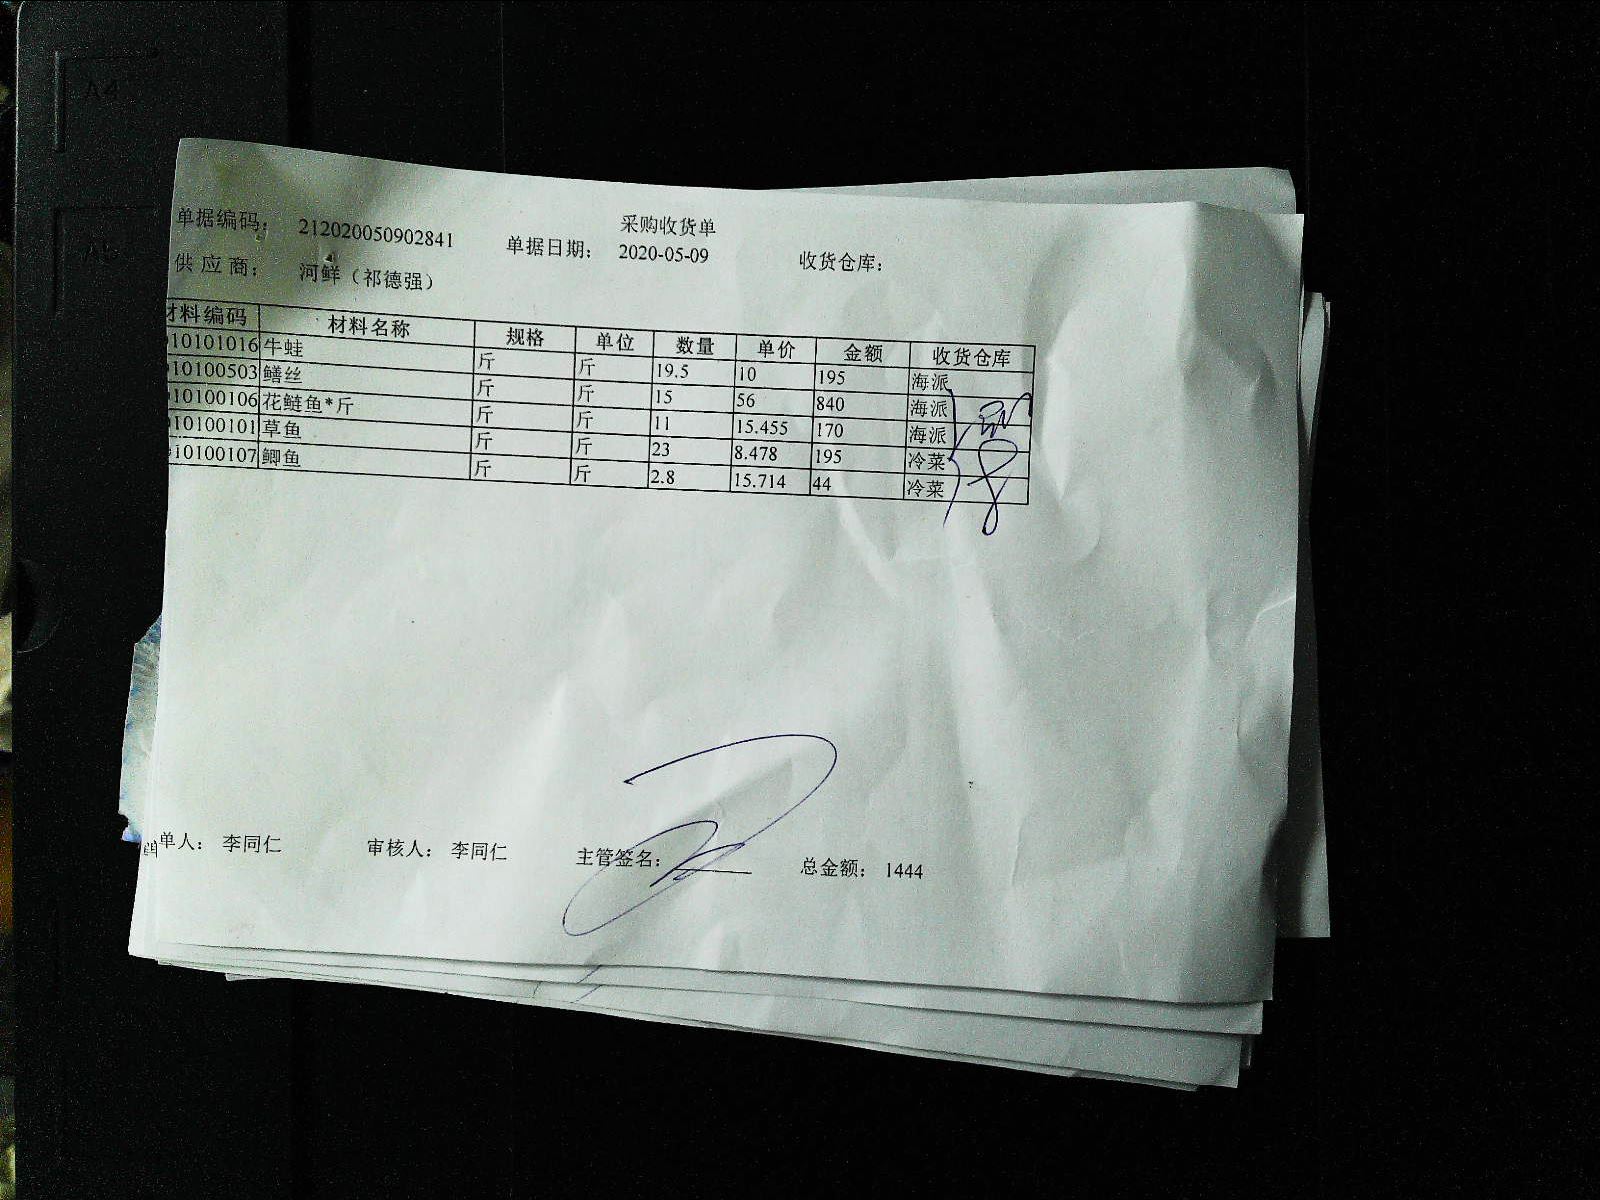 采购收货单
单据编码： 212020050902841 单据日期： 2020-05-09 收货仓库：
供应商： 河鲜（祁德强）
材料编码 材料名称 规格 单位 数量 单价 金额 收货仓库
10101016 牛蛙 斤 斤 19.5 10 195 海派
10100503 鳝丝 斤 斤 15 56 840 海派
10100106 花鲢鱼*斤 斤 斤 11 15.455 170 海派
10100101 草鱼 斤 斤 23 8.478 195 冷菜
10100107 鲫鱼 斤 斤 2.8 15.714 44 冷菜
单人： 李同仁 审核人： 李同仁 主管签名： 总金额： 1444